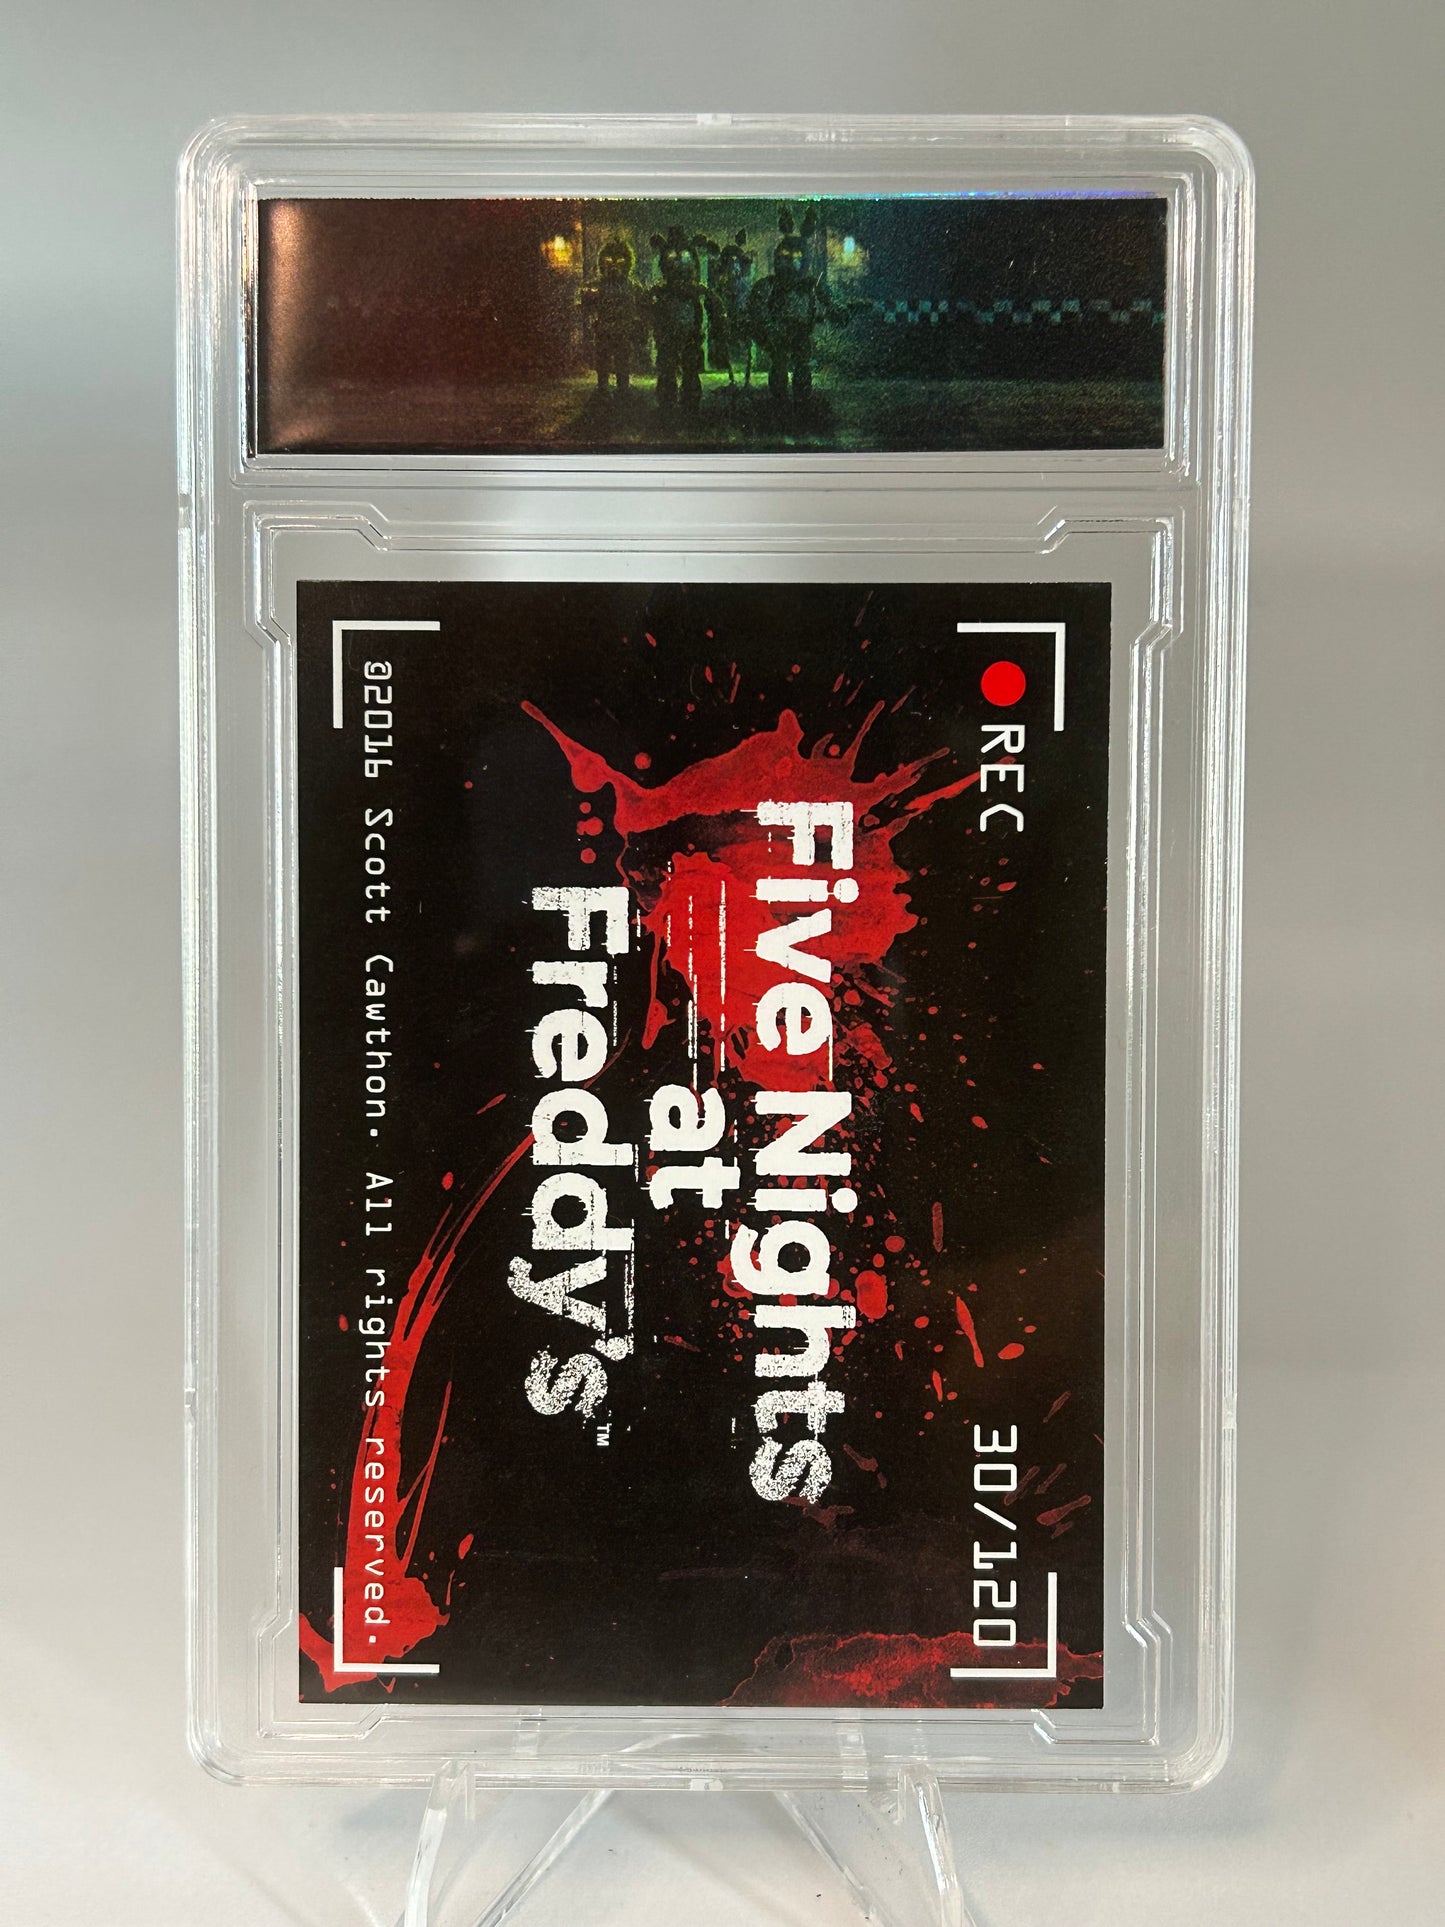 REC
30/120
Five Nights
at
Freddy's™
©2016 Scott Cawthon. All rights reserved.